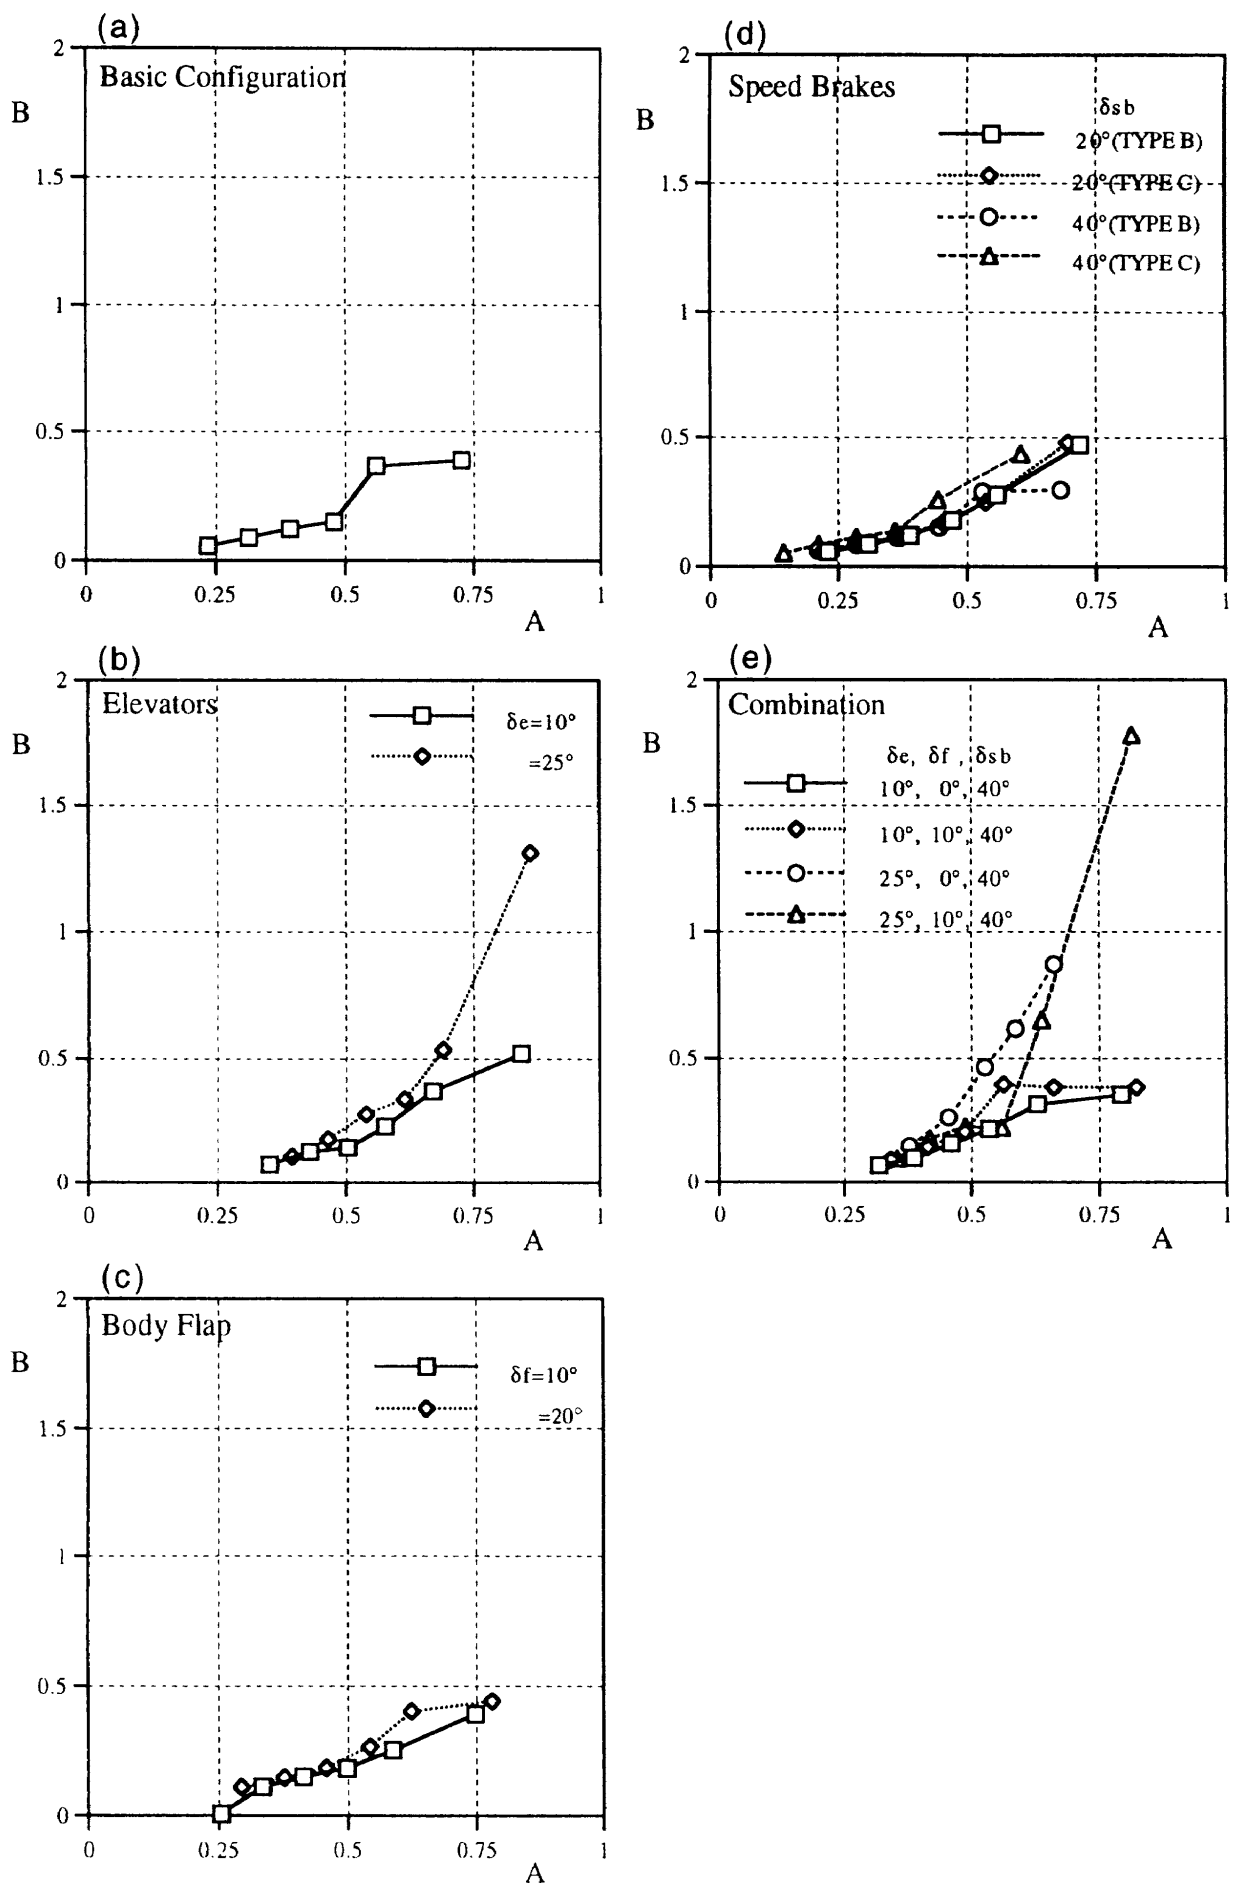 (a)
2
Basic Configuration
B
1.5
1
0.5
0
0 0.25 0.5 0.75 1
A
(b)
2
Elevators
B
δe=10°
=25°
1.5
1
0.5
0
0 0.25 0.5 0.75 1
A
(c)
2
Body Flap
B
δf=10°
=20°
1.5
1
0.5
0
0 0.25 0.5 0.75 1
A
(d)
2
Speed Brakes
B
δsb
20°(TYPE B)
20°(TYPE C)
40°(TYPE B)
40°(TYPE C)
1.5
1
0.5
0
0 0.25 0.5 0.75 1
A
(e)
2
Combination
B
δe, δf, δsb
10°, 0°, 40°
10°, 10°, 40°
25°, 0°, 40°
25°, 10°, 40°
1.5
1
0.5
0
0 0.25 0.5 0.75 1
A